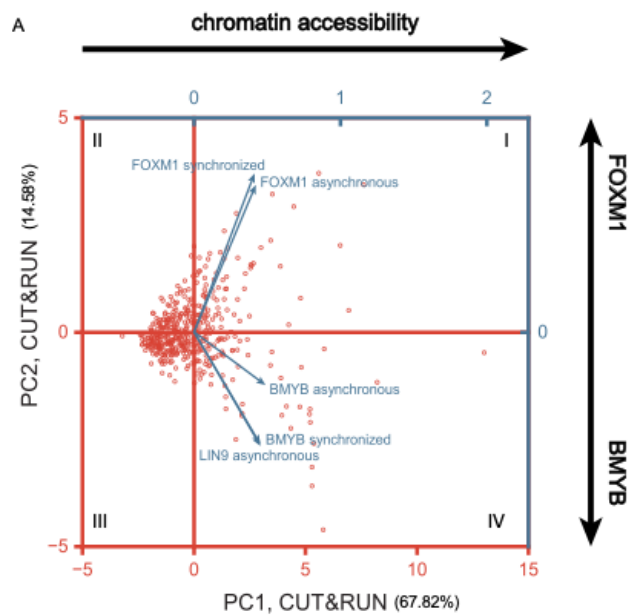 A
chromatin accessibility
0 1 2
5
II
I
FOXM1 synchronized
FOXM1 asynchronous
FOXM1
PC2, CUT&RUN (14.58%)
0
0
BMYB asynchronous
BMYB synchronized
LIN9 asynchronous
BMYB
III
IV
−5
−5 0 5 10 15
PC1, CUT&RUN (67.82%)